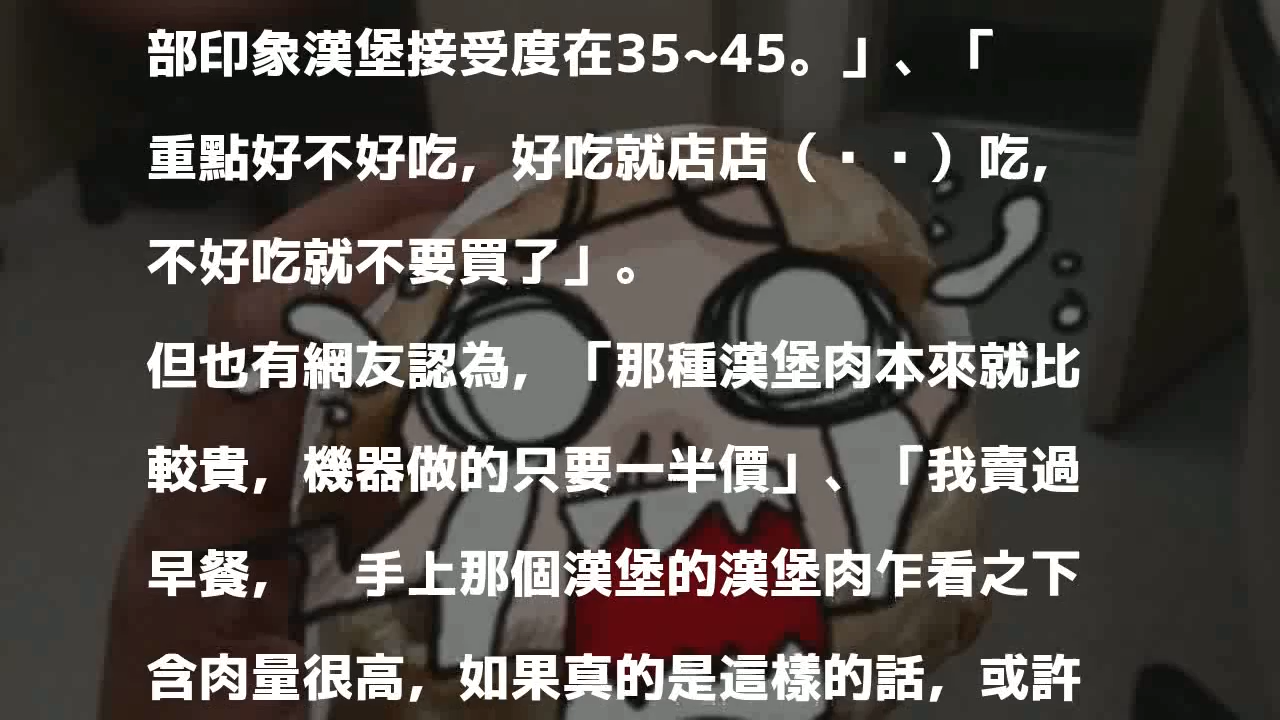 部印象漢堡接受度在35~45。」、「
重點好不好吃，好吃就店店（··）吃，
不好吃就不要買了」。
但也有網友認為，「那種漢堡肉本來就比
較貴，機器做的只要一半價」、「我賣過
早餐，　手上那個漢堡的漢堡肉乍看之下
含肉量很高，如果真的是這樣的話，或許